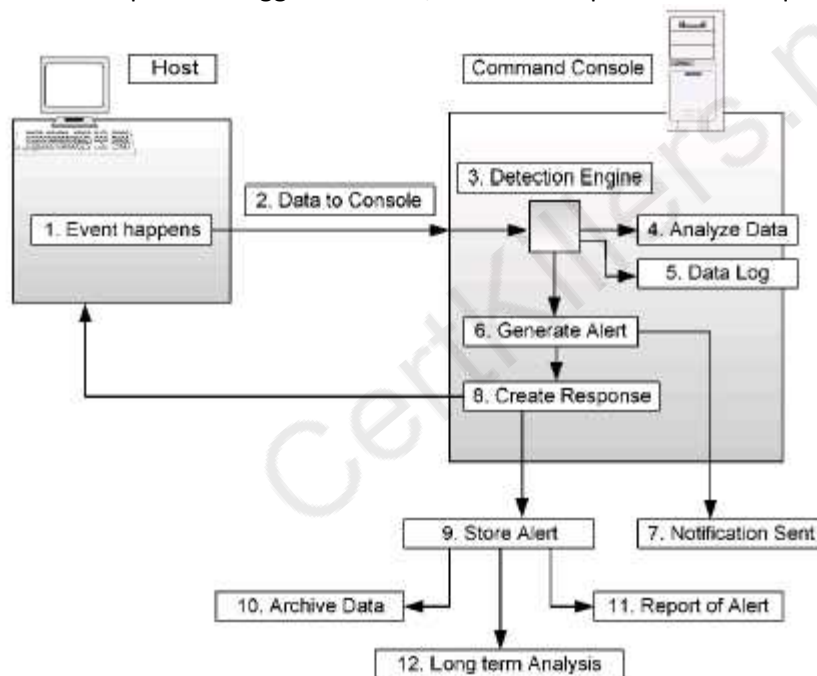 Host
Command Console
3. Detection Engine
2. Data to Console
1. Event happens
4. Analyze Data
5. Data Log
6. Generate Alert
8. Create Response
9. Store Alert
7. Notification Sent
10. Archive Data
11. Report of Alert
12. Long term Analysis
CertKillers.n